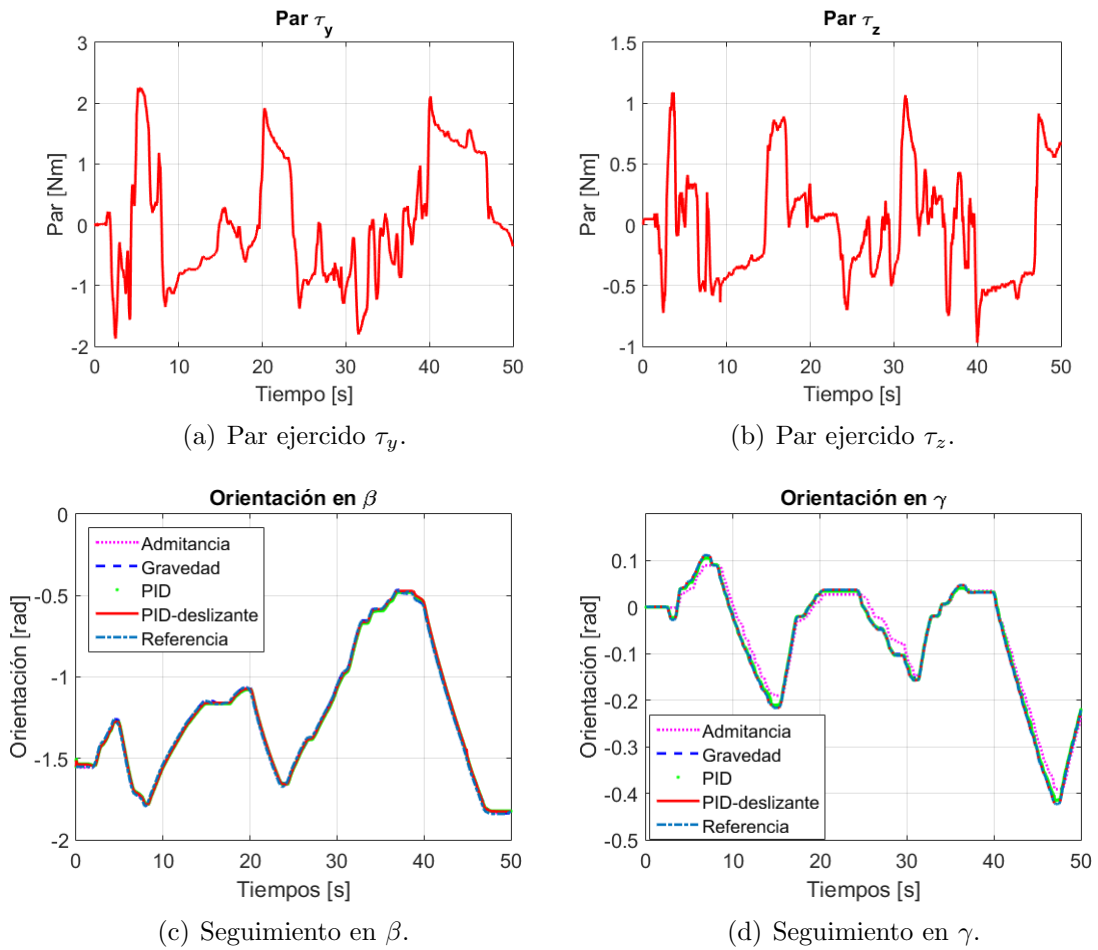 Par τy
Par [Nm]
3
2
1
0
-1
-2
0 10 20 30 40 50
Tiempo [s]
(a) Par ejercido τy.
Par τz
Par [Nm]
1.5
1
0.5
0
-0.5
-1
0 10 20 30 40 50
Tiempo [s]
(b) Par ejercido τz.
Orientación en β
Orientación [rad]
0
-0.5
-1
-1.5
-2
Admitancia
Gravedad
PID
PID-deslizante
Referencia
0 10 20 30 40 50
Tiempos [s]
(c) Seguimiento en β.
Orientación en γ
Orientación [rad]
0.1
0
-0.1
-0.2
-0.3
-0.4
-0.5
Admitancia
Gravedad
PID
PID-deslizante
Referencia
0 10 20 30 40 50
Tiempos [s]
(d) Seguimiento en γ.